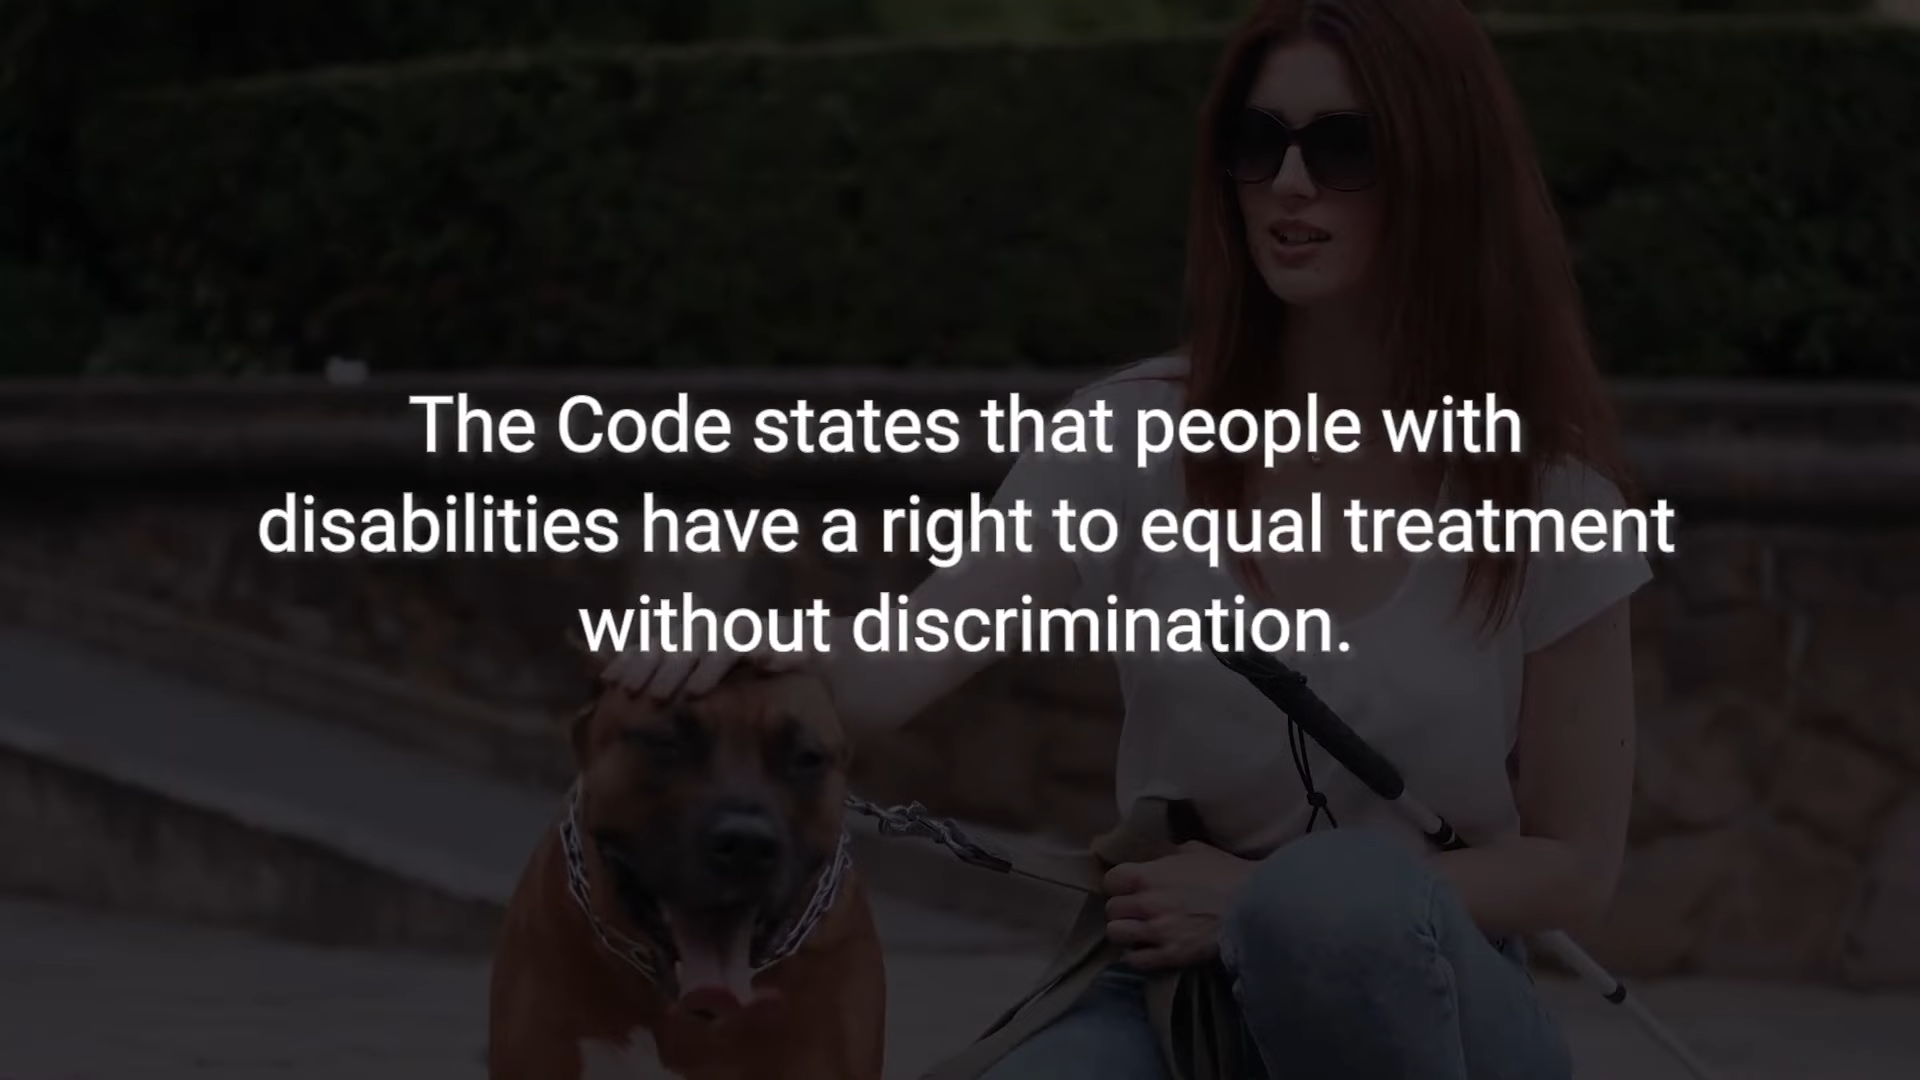 The Code states that people with
disabilities have a right to equal treatment
without discrimination.